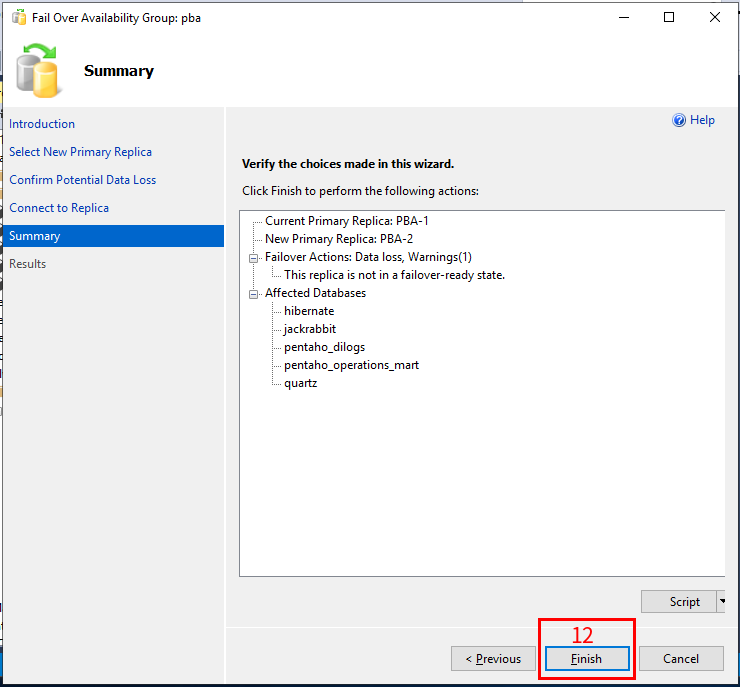 Fail Over Availability Group: pba
Summary
Help
Introduction
Select New Primary Replica
Confirm Potential Data Loss
Connect to Replica
Summary
Results
Verify the choices made in this wizard.
Click Finish to perform the following actions:
Current Primary Replica: PBA-1
New Primary Replica: PBA-2
Failover Actions: Data loss, Warnings(1)
This replica is not in a failover-ready state.
Affected Databases
hibernate
jackrabbit
pentaho_dilogs
pentaho_operations_mart
quartz
Script
12
< Previous
Finish
Cancel